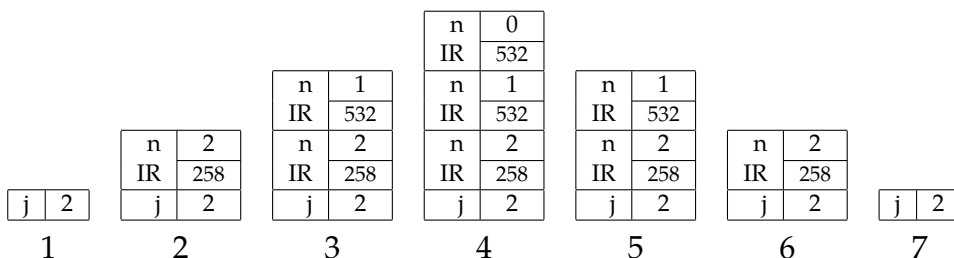 n 0
IR 532
n 1 n 1 n 1
IR 532 IR 532 IR 532
n 2 n 2 n 2 n 2 n 2
IR 258 IR 258 IR 258 IR 258 IR 258
j 2 j 2 j 2 j 2 j 2 j 2 j 2
1 2 3 4 5 6 7